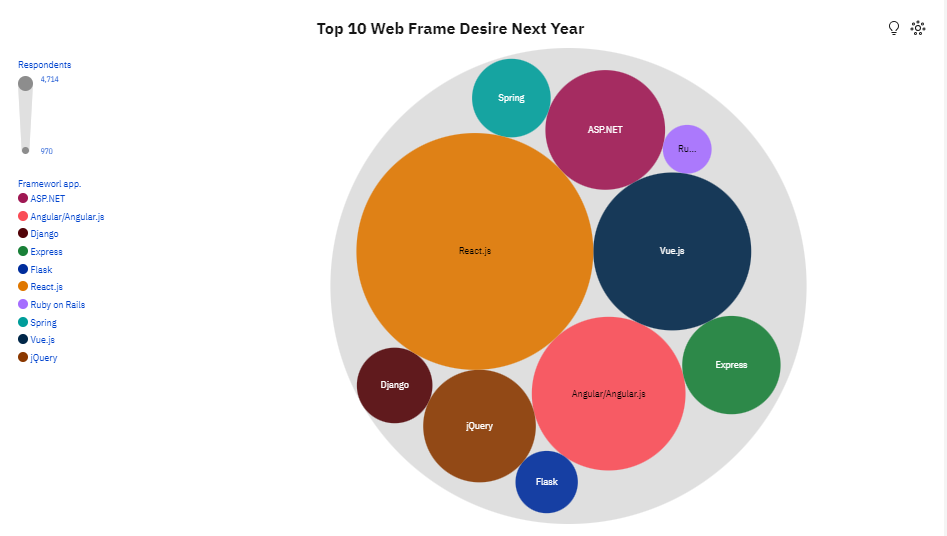 Top 10 Web Frame Desire Next Year
Respondents
4,714
970
Frameworl app.
ASP.NET
Angular/Angular.js
Django
Express
Flask
React.js
Ruby on Rails
Spring
Vue.js
jQuery
Spring
ASP.NET
Ru...
React.js
Vue.js
Express
Django
Angular/Angular.js
jQuery
Flask